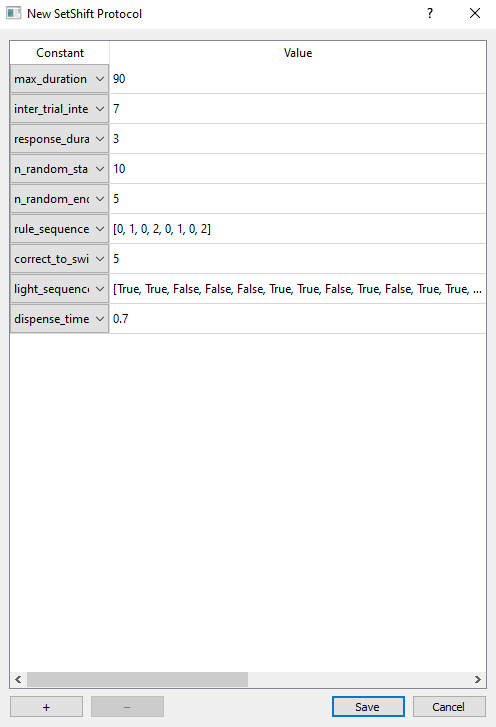 New SetShift Protocol
Constant Value
max_duration 90
inter_trial_inte 7
response_dura 3
n_random_sta 10
n_random_end 5
rule_sequence [0, 1, 0, 2, 0, 1, 0, 2]
correct_to_swi 5
light_sequence [True, True, False, False, False, True, True, False, True, False, True, True, ...
dispense_time 0.7
+ −
Save Cancel